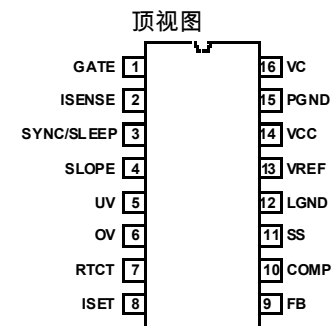 顶视图
GATE 1 16 VC
ISENSE 2 15 PGND
SYNC/SLEEP 3 14 VCC
SLOPE 4 13 VREF
UV 5 12 LGND
OV 6 11 SS
RTCT 7 10 COMP
ISET 8 9 FB